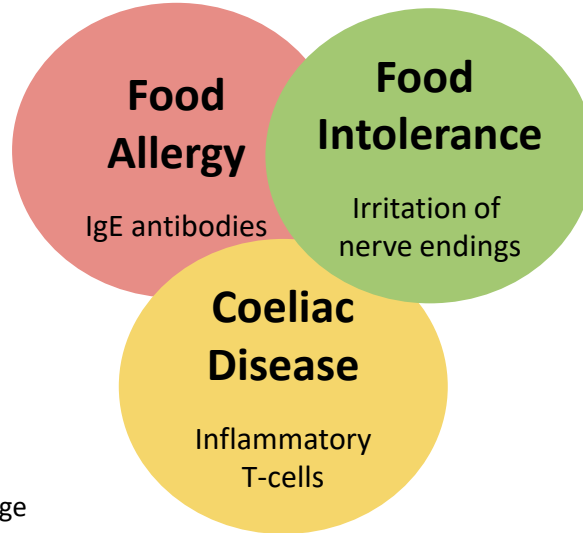 Food
Allergy
IgE antibodies
Food
Intolerance
Irritation of
nerve endings
Coeliac
Disease
Inflammatory
T-cells